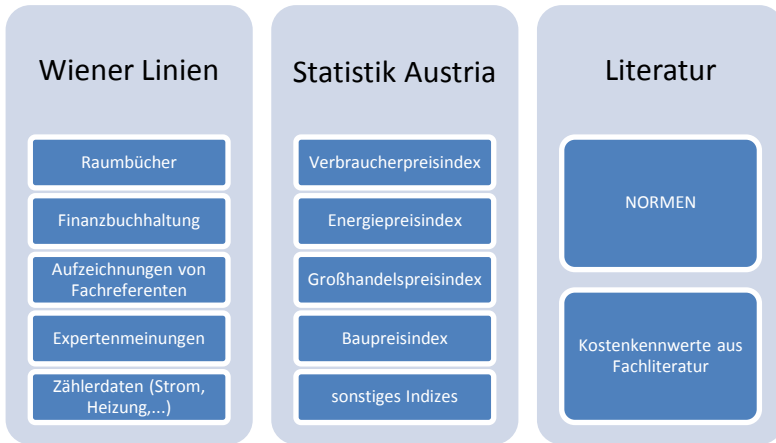 Wiener Linien
Raumbücher
Finanzbuchhaltung
Aufzeichnungen von
Fachreferenten
Expertenmeinungen
Zählerdaten (Strom,
Heizung,...)
Statistik Austria
Verbraucherpreisindex
Energiepreisindex
Großhandelspreisindex
Baupreisindex
sonstiges Indizes
Literatur
NORMEN
Kostenkennwerte aus
Fachliteratur